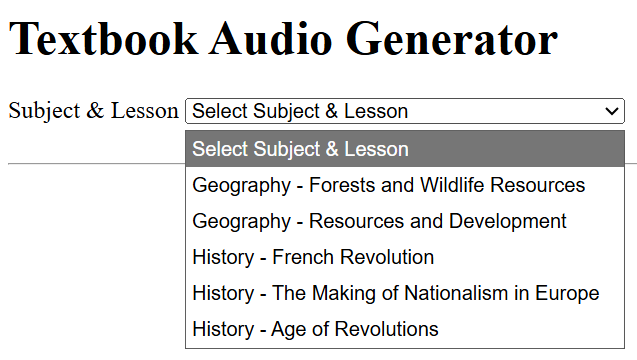 Textbook Audio Generator
Subject & Lesson Select Subject & Lesson
Select Subject & Lesson
Geography - Forests and Wildlife Resources
Geography - Resources and Development
History - French Revolution
History - The Making of Nationalism in Europe
History - Age of Revolutions